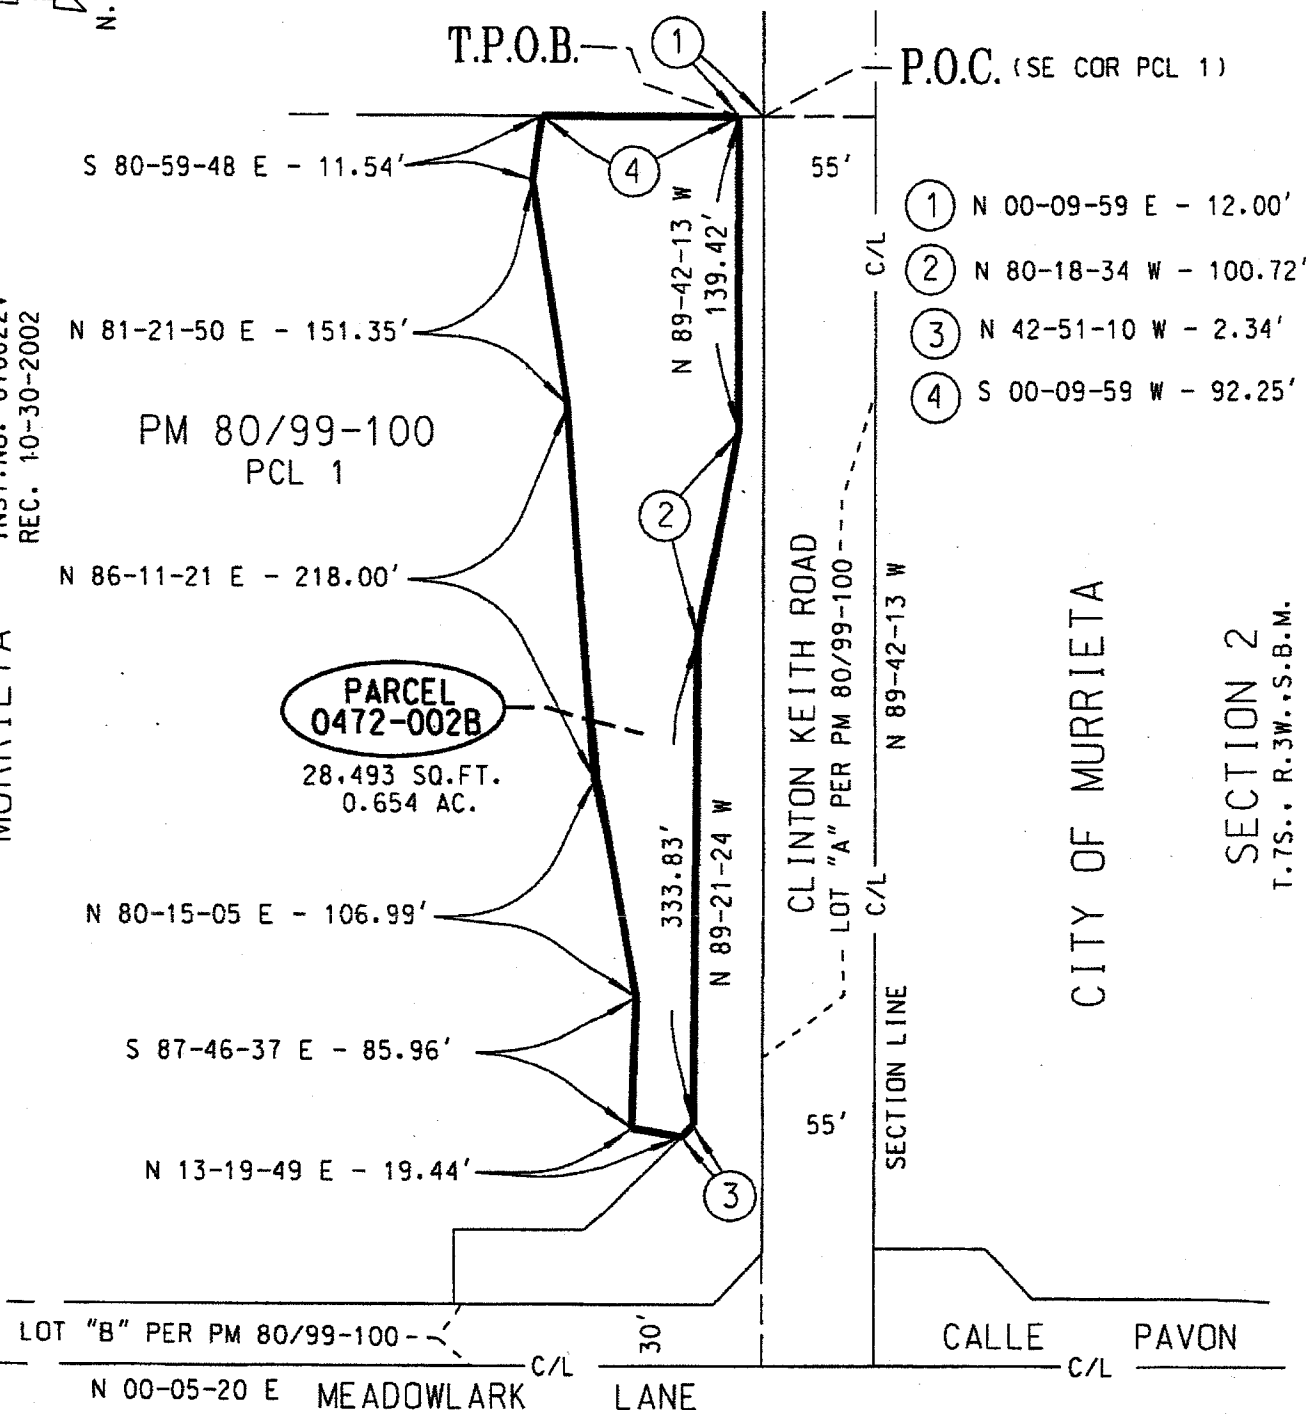 N.
T.P.O.B.
1
P.O.C. (SE COR PCL 1)
S 80-59-48 E - 11.54'
4
55'
N 89-42-13 W
139.42'
C/L
1 N 00-09-59 E - 12.00'
2 N 80-18-34 W - 100.72'
3 N 42-51-10 W - 2.34'
4 S 00-09-59 W - 92.25'
REC. 10-30-2002
N 81-21-50 E - 151.35'
PM 80/99-100
PCL 1
2
N 86-11-21 E - 218.00'
PARCEL
0472-002B
28,493 SQ.FT.
0.654 AC.
333.83'
N 89-21-24 W
CLINTON KEITH ROAD
LOT "A" PER PM 80/99-100
N 89-42-13 W
C/L
SECTION LINE
CITY OF MURRIETA
SECTION 2
T.7S., R.3W., S.B.M.
N 80-15-05 E - 106.99'
S 87-46-37 E - 85.96'
55'
N 13-19-49 E - 19.44'
3
LOT "B" PER PM 80/99-100
30'
CALLE PAVON
C/L
C/L
N 00-05-20 E MEADOWLARK LANE